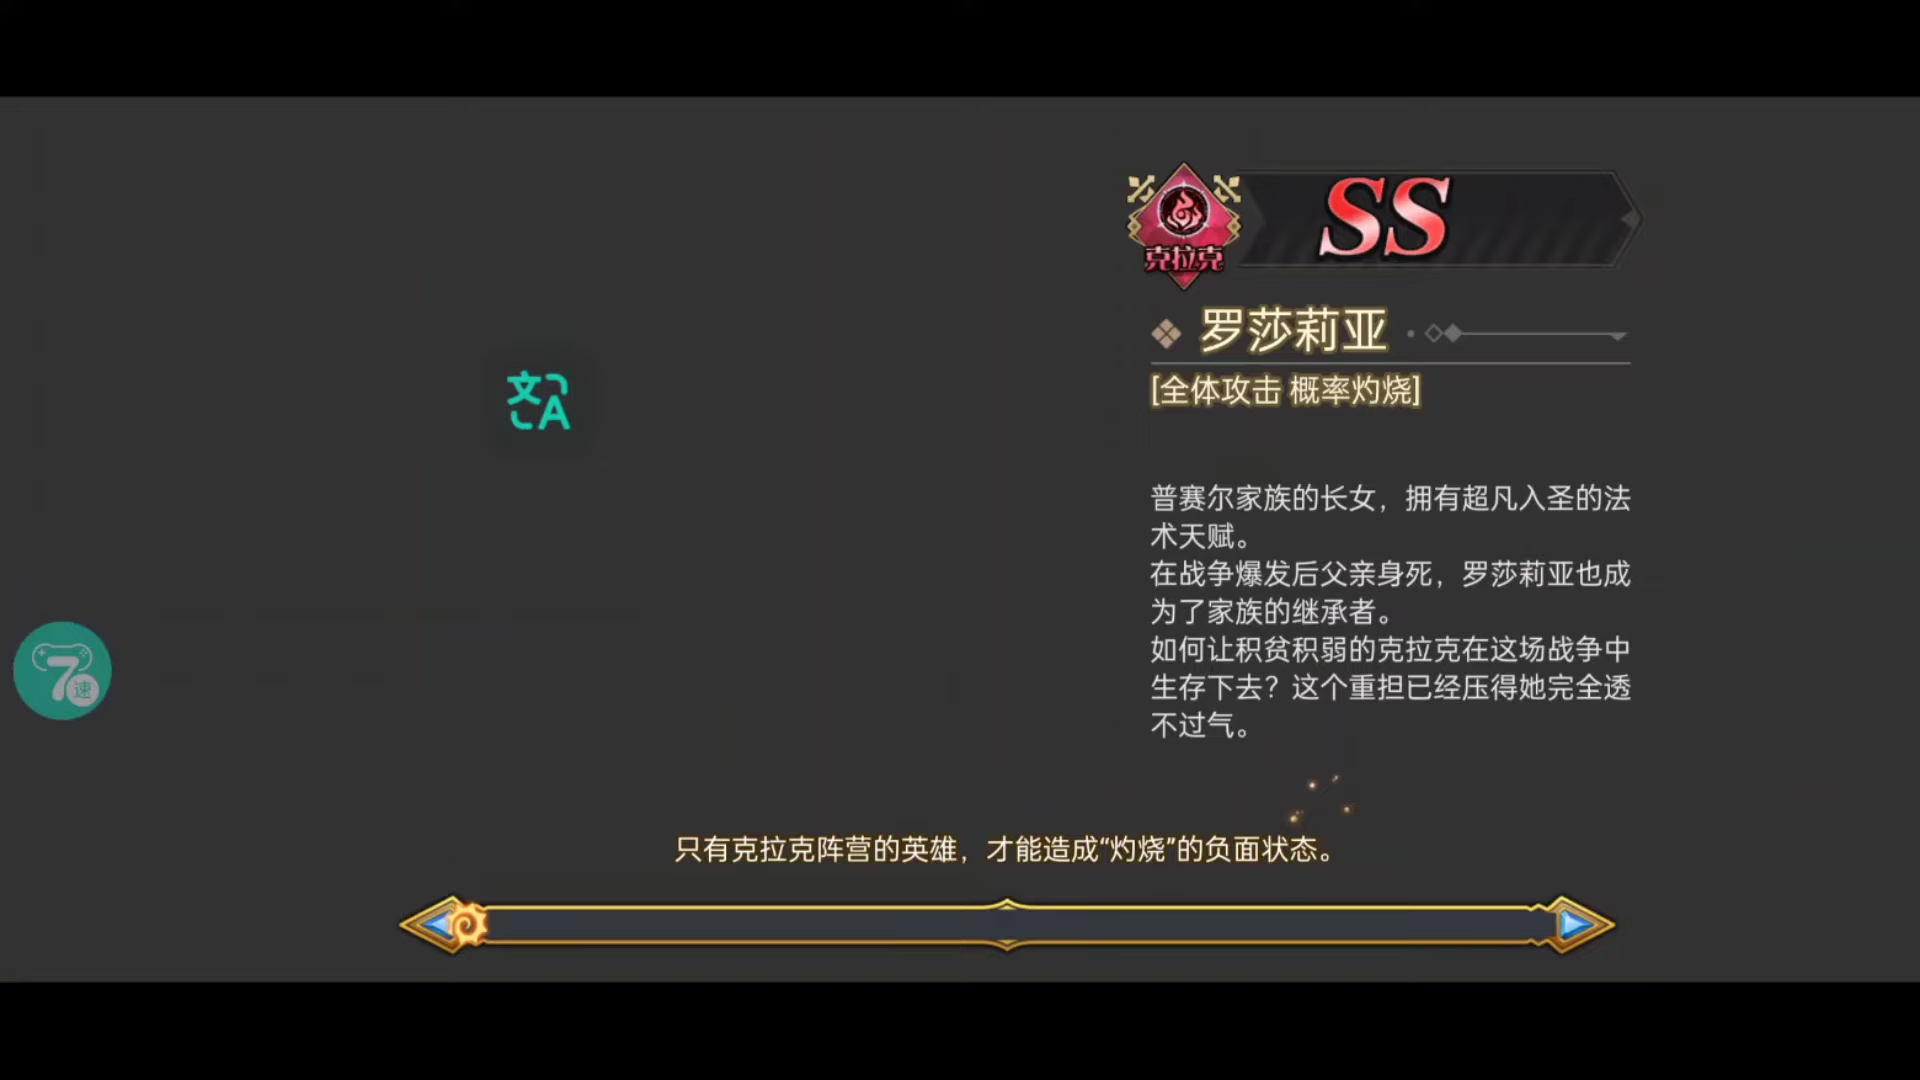 克拉克
SS
罗莎莉亚
[全体攻击 概率灼烧]
文A
普赛尔家族的长女，拥有超凡入圣的法
术天赋。
在战争爆发后父亲身死，罗莎莉亚也成
为了家族的继承者。
如何让积贫积弱的克拉克在这场战争中
生存下去？这个重担已经压得她完全透
不过气。
7速
只有克拉克阵营的英雄，才能造成“灼烧”的负面状态。